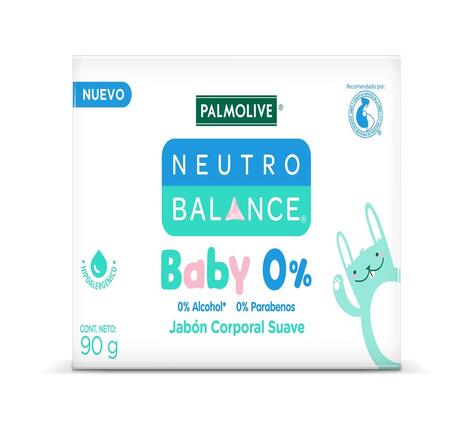 NUEVO
Recomendado por:
PALMOLIVE®
NEUTRO
BALANCE®
Baby 0%
0% Alcohol* 0% Parabenos
Jabón Corporal Suave
HIPOALERGÉNICO
CONT. NETO:
90 g